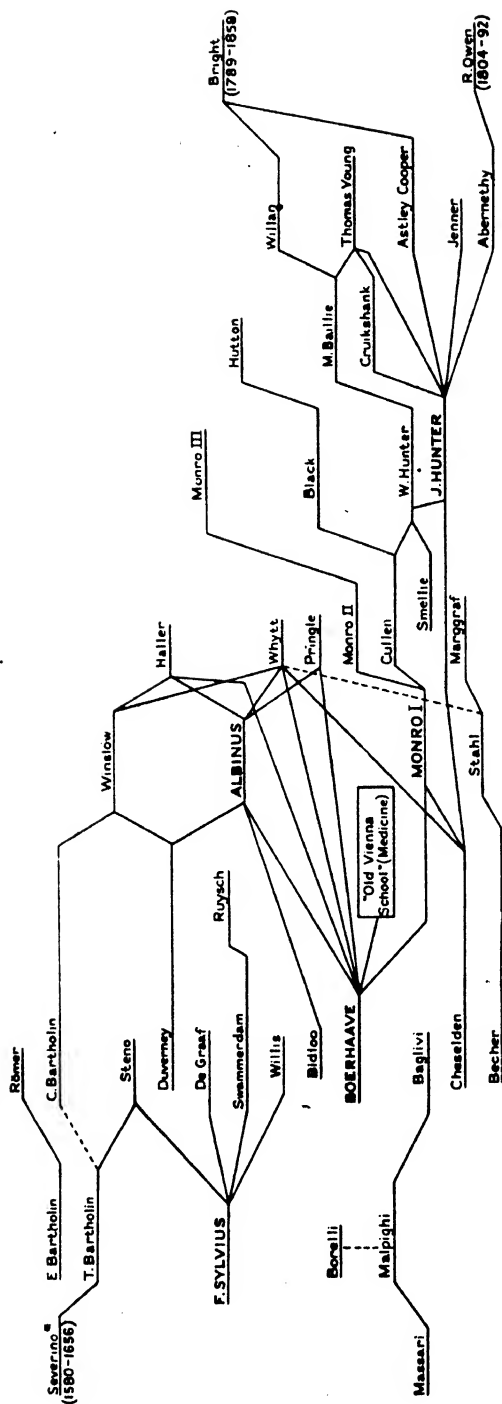 Römer
Severino*
(1580-1656)
E Bartholin
C. Bartholin
T. Bartholin
Steno
Winslow
Duverney
Haller
De Graaf
Ruysch
Munro III
Bright
(1789-1858)
F. SYLVIUS
Swammerdam
ALBINUS
Hutton
Willis
Whytt
Willan
Bidloo
Pringle
Black
M. Baillie
Thomas Young
Borelli
BOERHAAVE
"Old Vienna
School" (Medicine)
Monro II
Cruikshank
Malpighi
Cullen
W. Hunter
Astley Cooper
Massari
Baglivi
MONRO I
Smellie
J. HUNTER
Cheselden
Marggraf
Jenner
Becher
Stahl
Abernethy
R. Owen
(1804-92)